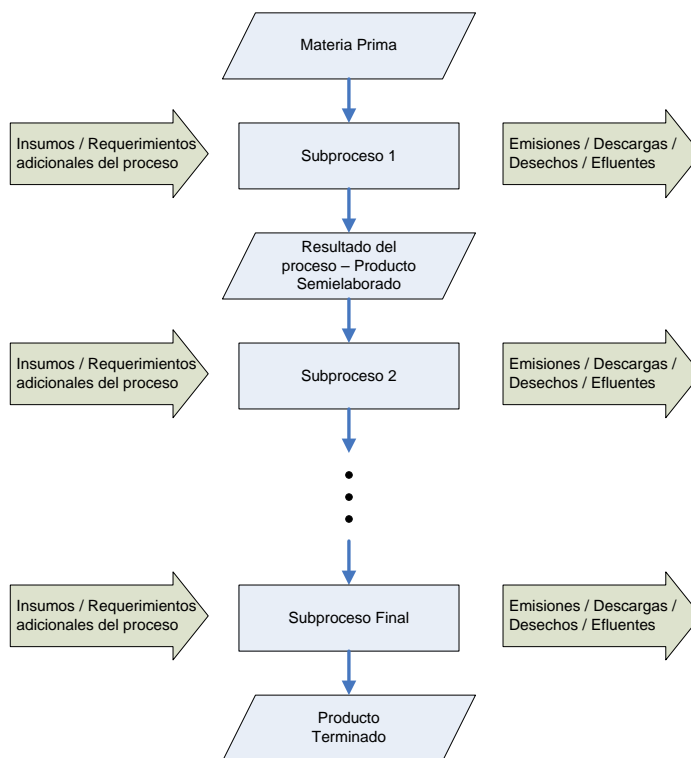 Materia Prima
Insumos / Requerimientos
adicionales del proceso
Subproceso 1
Emisiones / Descargas /
Desechos / Efluentes
Resultado del
proceso – Producto
Semielaborado
Insumos / Requerimientos
adicionales del proceso
Subproceso 2
Emisiones / Descargas /
Desechos / Efluentes
Insumos / Requerimientos
adicionales del proceso
Subproceso Final
Emisiones / Descargas /
Desechos / Efluentes
Producto
Terminado